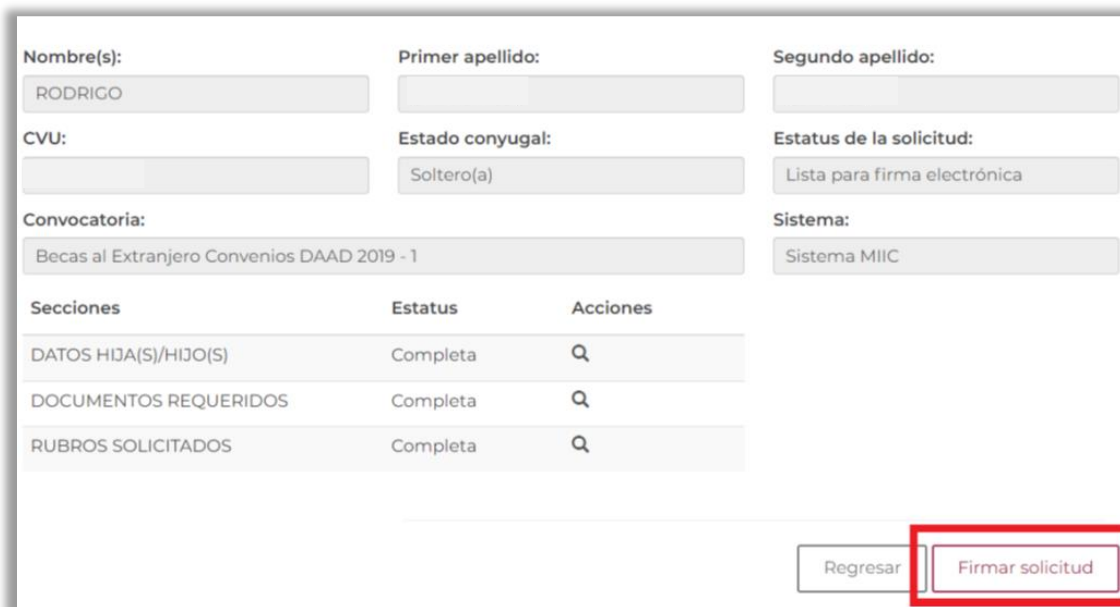 Nombre(s): Primer apellido: Segundo apellido:
RODRIGO
CVU: Estado conyugal: Estatus de la solicitud:
Soltero(a) Lista para firma electrónica
Convocatoria: Sistema:
Becas al Extranjero Convenios DAAD 2019 - 1 Sistema MIIC
Secciones Estatus Acciones
DATOS HIJA(S)/HIJO(S) Completa
DOCUMENTOS REQUERIDOS Completa
RUBROS SOLICITADOS Completa
Regresar Firmar solicitud